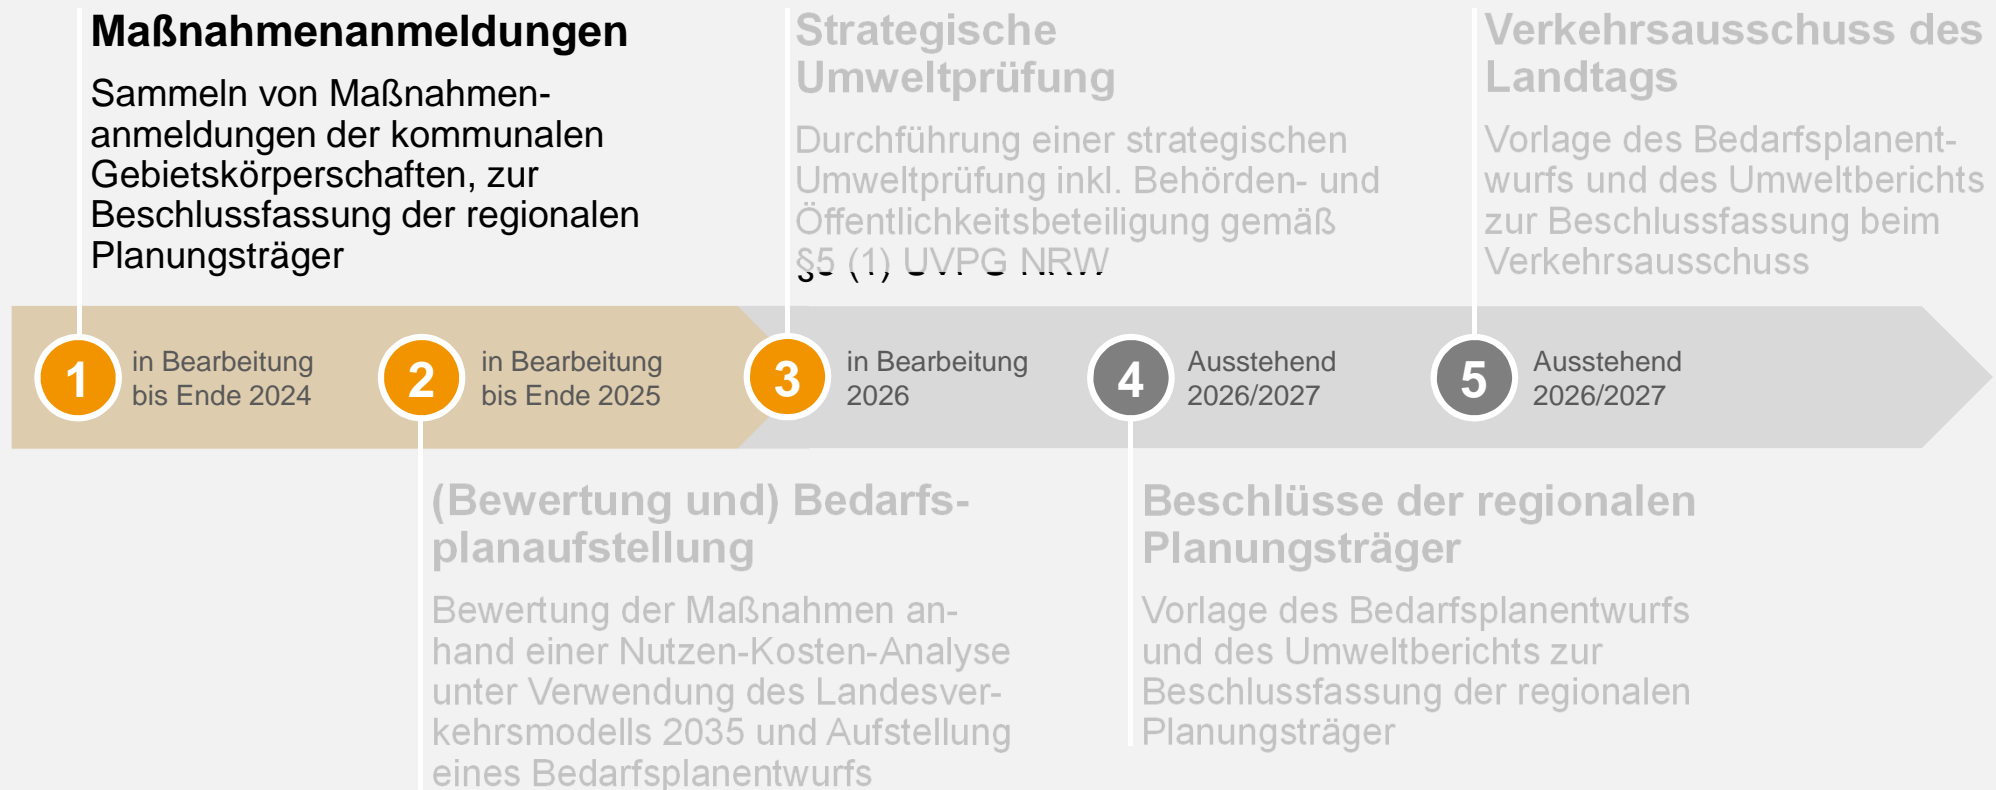 Maßnahmenanmeldungen
Sammeln von Maßnahmen-
anmeldungen der kommunalen
Gebietskörperschaften, zur
Beschlussfassung der regionalen
Planungsträger
Strategische
Umweltprüfung
Durchführung einer strategischen
Umweltprüfung inkl. Behörden- und
Öffentlichkeitsbeteiligung gemäß
§5 (1) UVPG NRW
Verkehrsausschuss des
Landtags
Vorlage des Bedarfsplanent-
wurfs und des Umweltberichts
zur Beschlussfassung beim
Verkehrsausschuss
1
in Bearbeitung
bis Ende 2024
2
in Bearbeitung
bis Ende 2025
3
in Bearbeitung
2026
4
Ausstehend
2026/2027
5
Ausstehend
2026/2027
(Bewertung und) Bedarfs-
planaufstellung
Bewertung der Maßnahmen an-
hand einer Nutzen-Kosten-Analyse
unter Verwendung des Landesver-
kehrsmodells 2035 und Aufstellung
eines Bedarfsplanentwurfs
Beschlüsse der regionalen
Planungsträger
Vorlage des Bedarfsplanentwurfs
und des Umweltberichts zur
Beschlussfassung der regionalen
Planungsträger